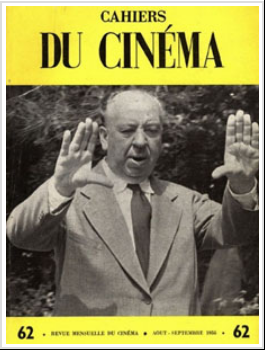 CAHIERS
DU CINÉMA
62 • REVUE MENSUELLE DU CINÉMA ◆ AOUT-SEPTEMBRE 1956 • 62